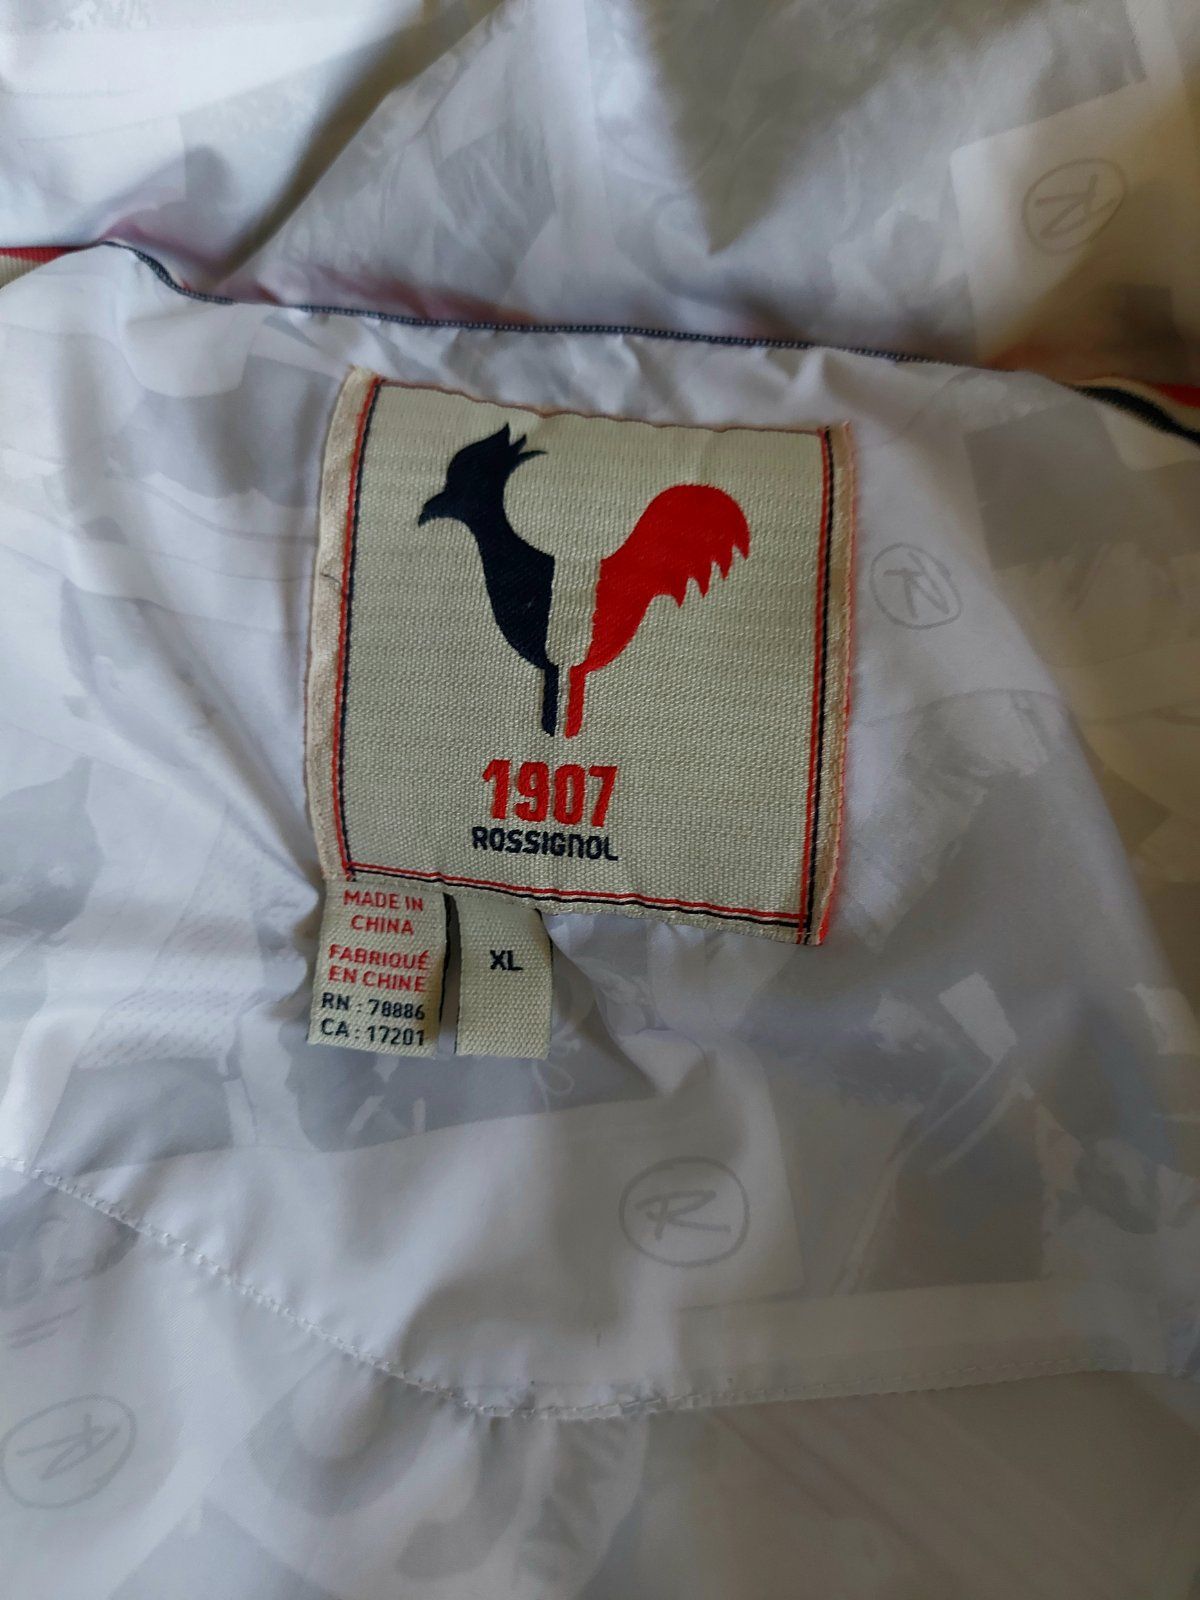 R
R
1907
ROSSIGNOL
MADE IN
CHINA
FABRIQUÉ
EN CHINE
RN : 78886
CA : 17201
XL
R
R